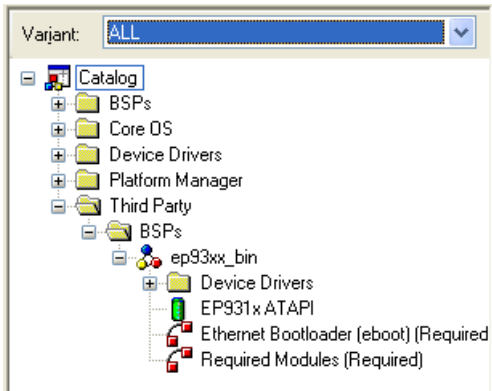 Variant: ALL
Catalog
BSPs
Core OS
Device Drivers
Platform Manager
Third Party
BSPs
ep93xx_bin
Device Drivers
EP931x ATAPI
Ethernet Bootloader (eboot) (Required
Required Modules (Required)